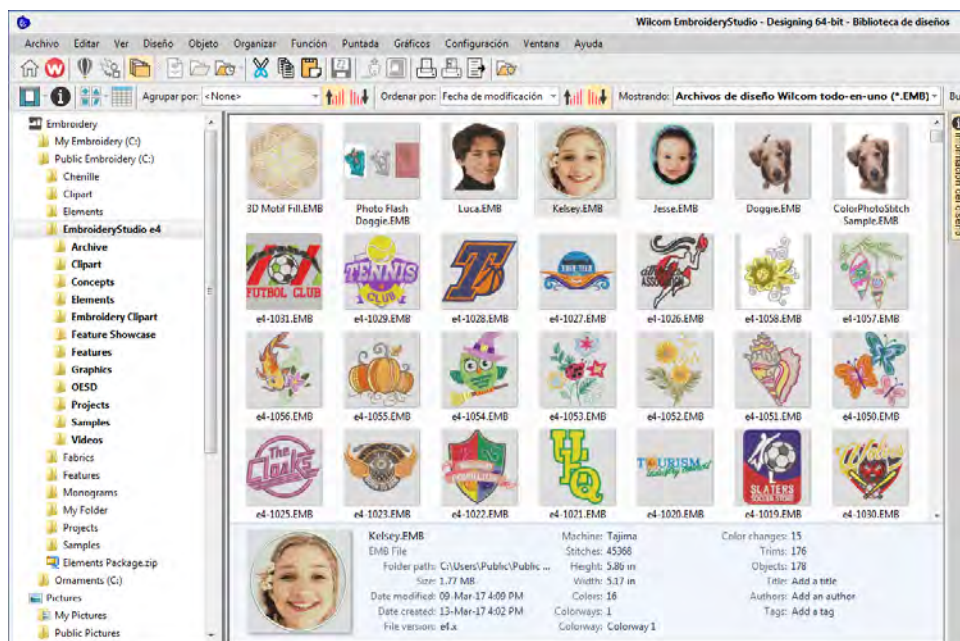 Wilcom EmbroideryStudio - Designing 64-bit - Biblioteca de diseños
Archivo Editar Ver Diseño Objeto Organizar Función Puntada Gráficos Configuración Ventana Ayuda
Agrupar por: <None> Ordenar por: Fecha de modificación Mostrando: Archivos de diseño Wilcom todo-en-uno (*.EMB) Bu
Embroidery
My Embroidery (C:)
Public Embroidery (C:)
Chenille
Clipart
Elements
EmbroideryStudio e4
Archive
Clipart
Concepts
Elements
Embroidery Clipart
Feature Showcase
Features
Graphics
OESD
Projects
Samples
Videos
Fabrics
Features
Monograms
My Folder
Projects
Samples
Elements Package.zip
Ornaments (C:)
Pictures
My Pictures
Public Pictures
3D Motif Fill.EMB Photo Flash Doggie.EMB Luca.EMB Kelsey.EMB Jesse.EMB Doggie.EMB ColorPhotoStitch Sample.EMB
FUTBOL CLUB
TENNIS CLUB
YOUR TEAM
ASSOCIATION
e4-1031.EMB e4-1029.EMB e4-1028.EMB e4-1027.EMB e4-1026.EMB e4-1058.EMB e4-1057.EMB
e4-1056.EMB e4-1055.EMB e4-1054.EMB e4-1053.EMB e4-1052.EMB e4-1051.EMB e4-1050.EMB
The Cloaks
UFQ
TOURISM
SLATERS
SOCCER STORE
Wolves
e4-1025.EMB e4-1023.EMB e4-1022.EMB e4-1021.EMB e4-1020.EMB e4-1019.EMB e4-1030.EMB
Kelsey.EMB Machine: Tajima Color changes: 15
EMB File Stitches: 45368 Trims: 176
Folder path: C:\Users\Public\Public ... Height: 5.86 in Objects: 178
Size: 1.77 MB Width: 5.17 in Title: Add a title
Date modified: 09-Mar-17 4:09 PM Colors: 16 Authors: Add an author
Date created: 13-Mar-17 4:02 PM Colorways: 1 Tags: Add a tag
File version: e4.x Colorway: Colorway 1